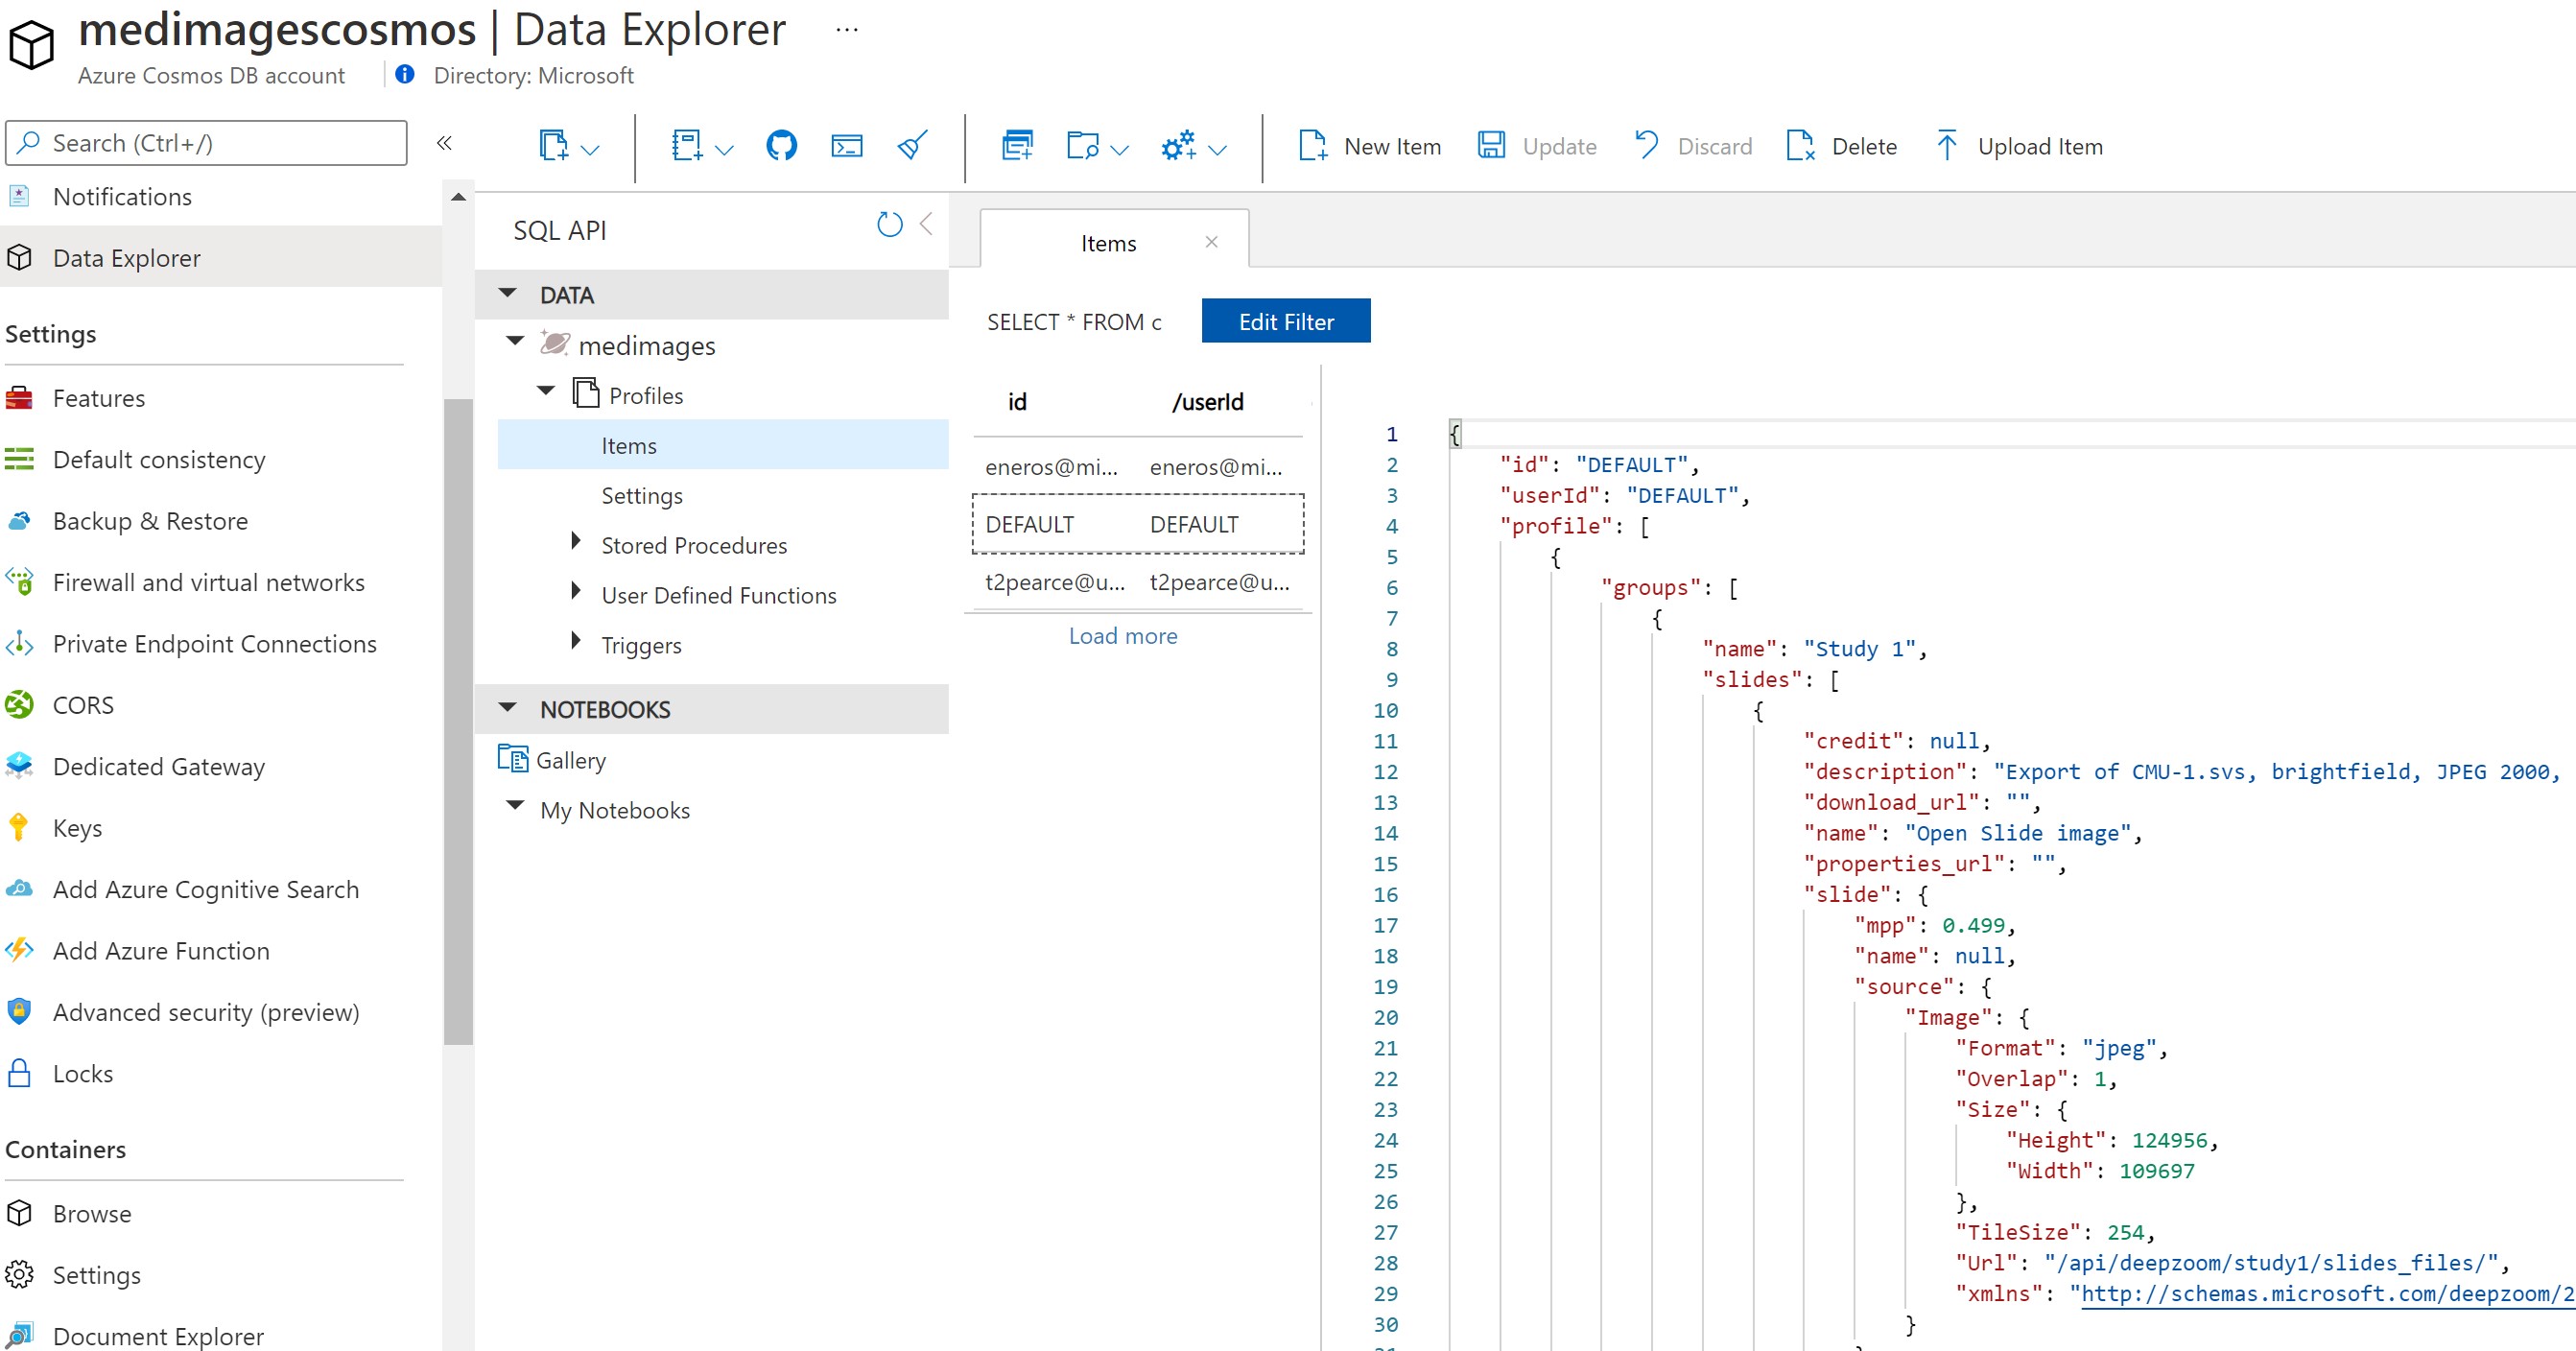 medimagescosmos | Data Explorer ...
Azure Cosmos DB account
Directory: Microsoft
Search (Ctrl+/)
«
Notifications
Data Explorer
Settings
Features
Default consistency
Backup & Restore
Firewall and virtual networks
Private Endpoint Connections
CORS
Dedicated Gateway
Keys
Add Azure Cognitive Search
Add Azure Function
Advanced security (preview)
Locks
Containers
Browse
Settings
Document Explorer
New Item
Update
Discard
Delete
Upload Item
SQL API
DATA
medimages
Profiles
Items
Settings
Stored Procedures
User Defined Functions
Triggers
NOTEBOOKS
Gallery
My Notebooks
Items
SELECT * FROM c
Edit Filter
id /userId
eneros@mi... eneros@mi...
DEFAULT DEFAULT
t2pearce@u... t2pearce@u...
Load more
1 {
2 "id": "DEFAULT",
3 "userId": "DEFAULT",
4 "profile": [
5 {
6 "groups": [
7 {
8 "name": "Study 1",
9 "slides": [
10 {
11 "credit": null,
12 "description": "Export of CMU-1.svs, brightfield, JPEG 2000,
13 "download_url": "",
14 "name": "Open Slide image",
15 "properties_url": "",
16 "slide": {
17 "mpp": 0.499,
18 "name": null,
19 "source": {
20 "Image": {
21 "Format": "jpeg",
22 "Overlap": 1,
23 "Size": {
24 "Height": 124956,
25 "Width": 109697
26 },
27 "TileSize": 254,
28 "Url": "/api/deepzoom/study1/slides_files/",
29 "xmlns": "http://schemas.microsoft.com/deepzoom/2
30 }